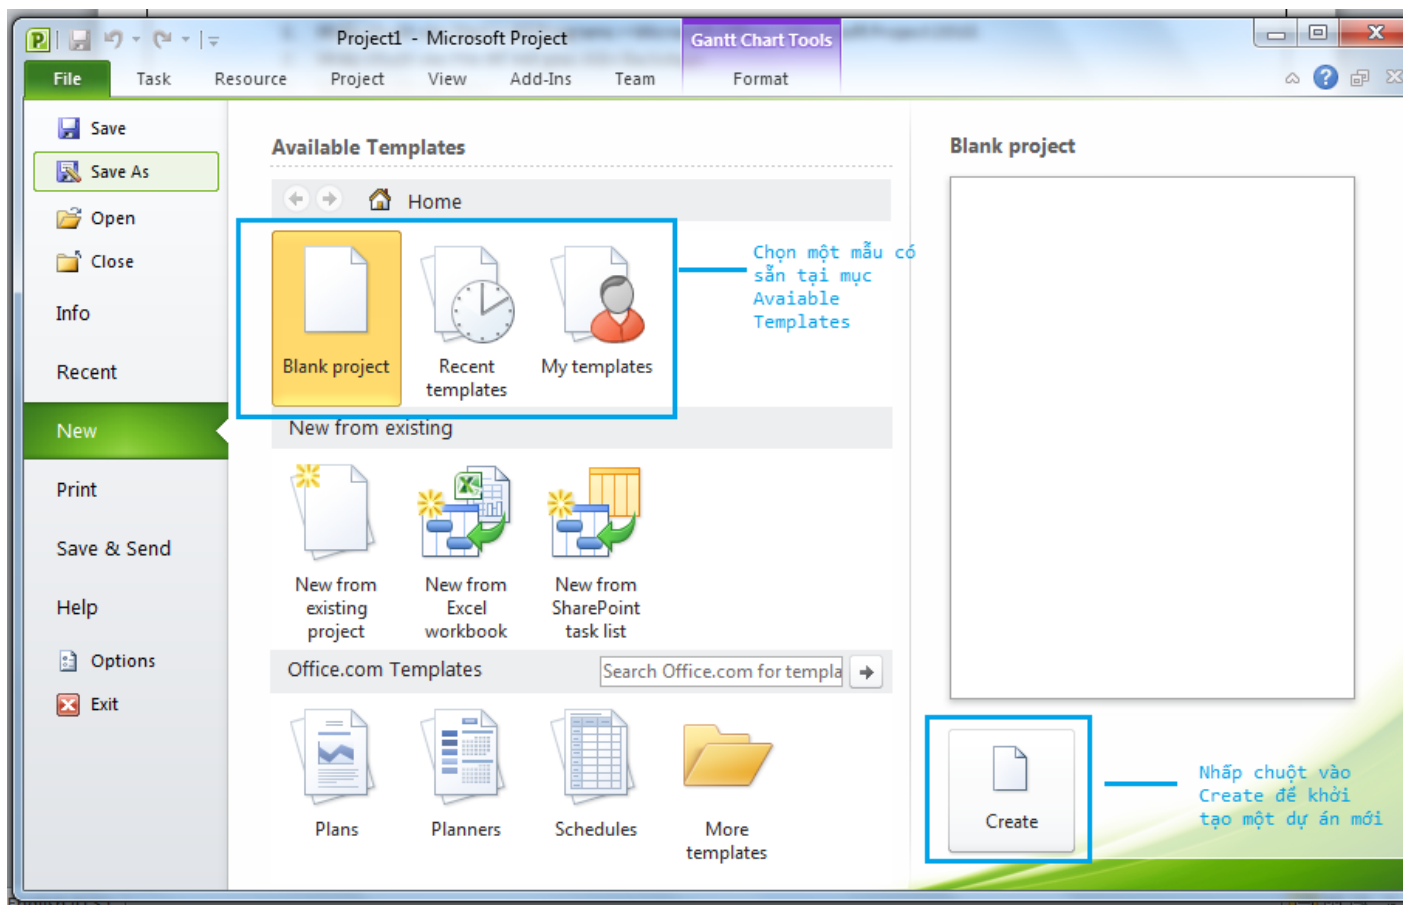 Project1 - Microsoft Project
Gantt Chart Tools
File Task Resource Project View Add-Ins Team Format
Save
Save As
Open
Close
Info
Recent
New
Print
Save & Send
Help
Options
Exit
Available Templates
Home
Blank project
Recent
templates
My templates
Chọn một mẫu có
sẵn tại mục
Avaiable
Templates
New from existing
New from
existing
project
New from
Excel
workbook
New from
SharePoint
task list
Office.com Templates
Search Office.com for templa
Plans
Planners
Schedules
More
templates
Blank project
Create
Nhấp chuột vào
Create để khởi
tạo một dự án mới